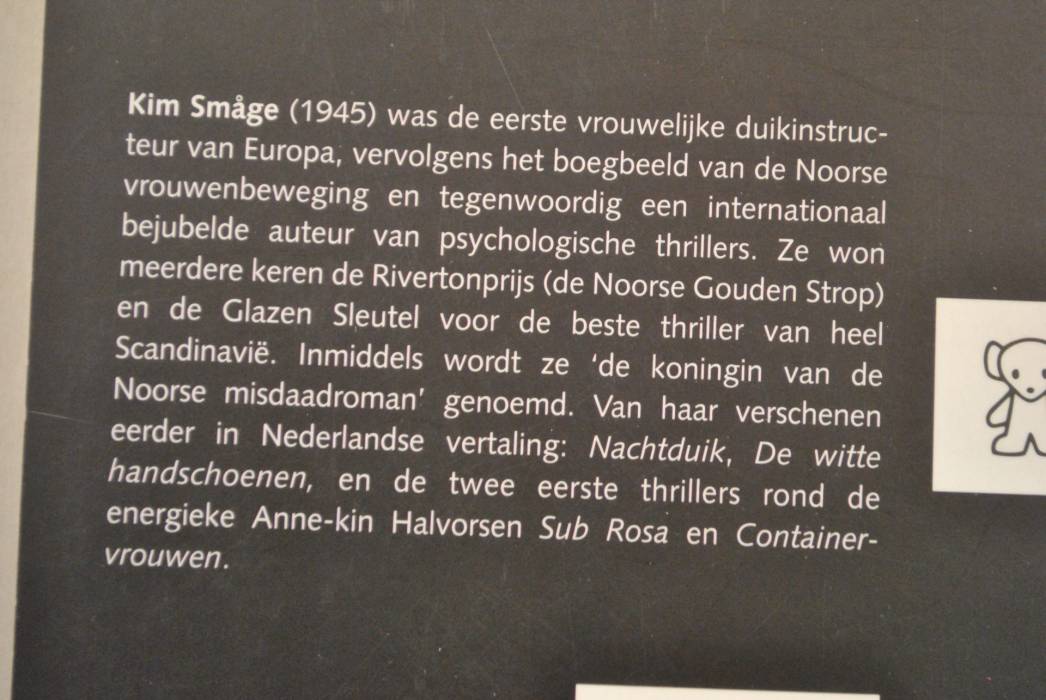 Kim Småge (1945) was de eerste vrouwelijke duikinstruc-
teur van Europa, vervolgens het boegbeeld van de Noorse
vrouwenbeweging en tegenwoordig een internationaal
bejubelde auteur van psychologische thrillers. Ze won
meerdere keren de Rivertonprijs (de Noorse Gouden Strop)
en de Glazen Sleutel voor de beste thriller van heel
Scandinavië. Inmiddels wordt ze ‘de koningin van de
Noorse misdaadroman’ genoemd. Van haar verschenen
eerder in Nederlandse vertaling: Nachtduik, De witte
handschoenen, en de twee eerste thrillers rond de
energieke Anne-kin Halvorsen Sub Rosa en Container-
vrouwen.